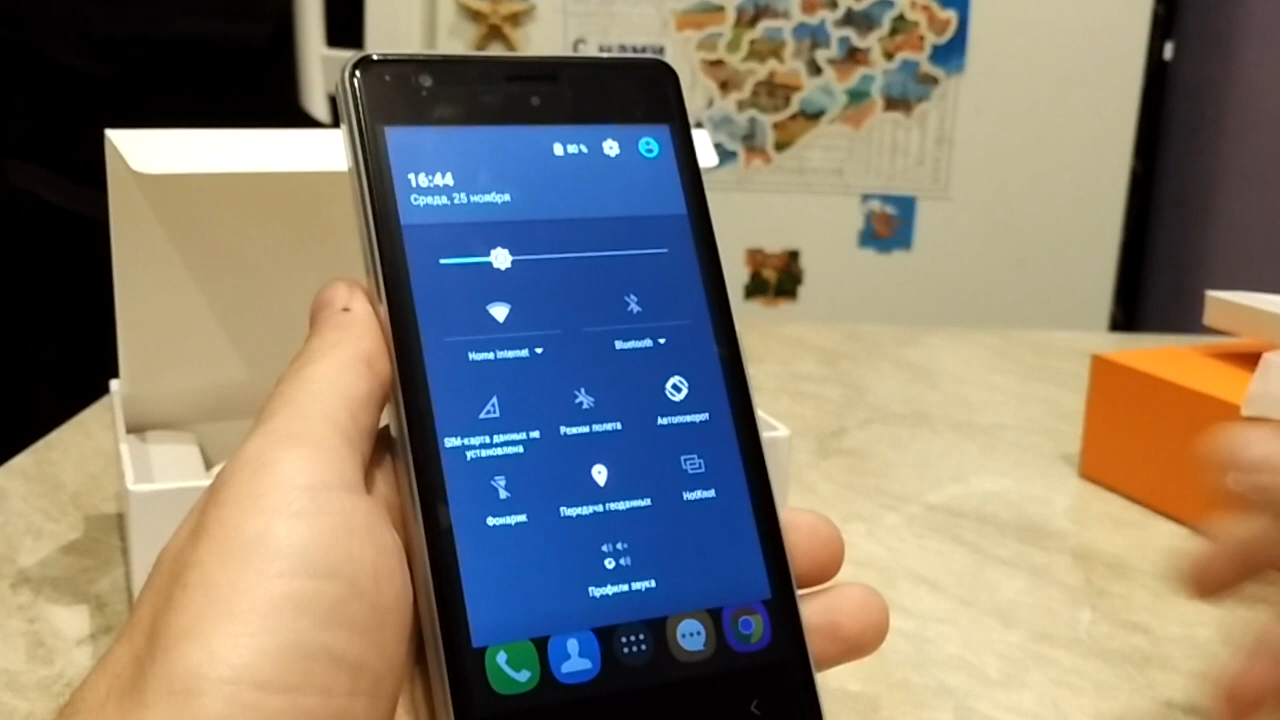 С нами
80 %
16:44
Среда, 25 ноября
Home internet
Bluetooth
SIM-карта данных не
установлена
Режим полета
Автоповорот
Фонарик
Передача геоданных
HotKnot
Профили звука